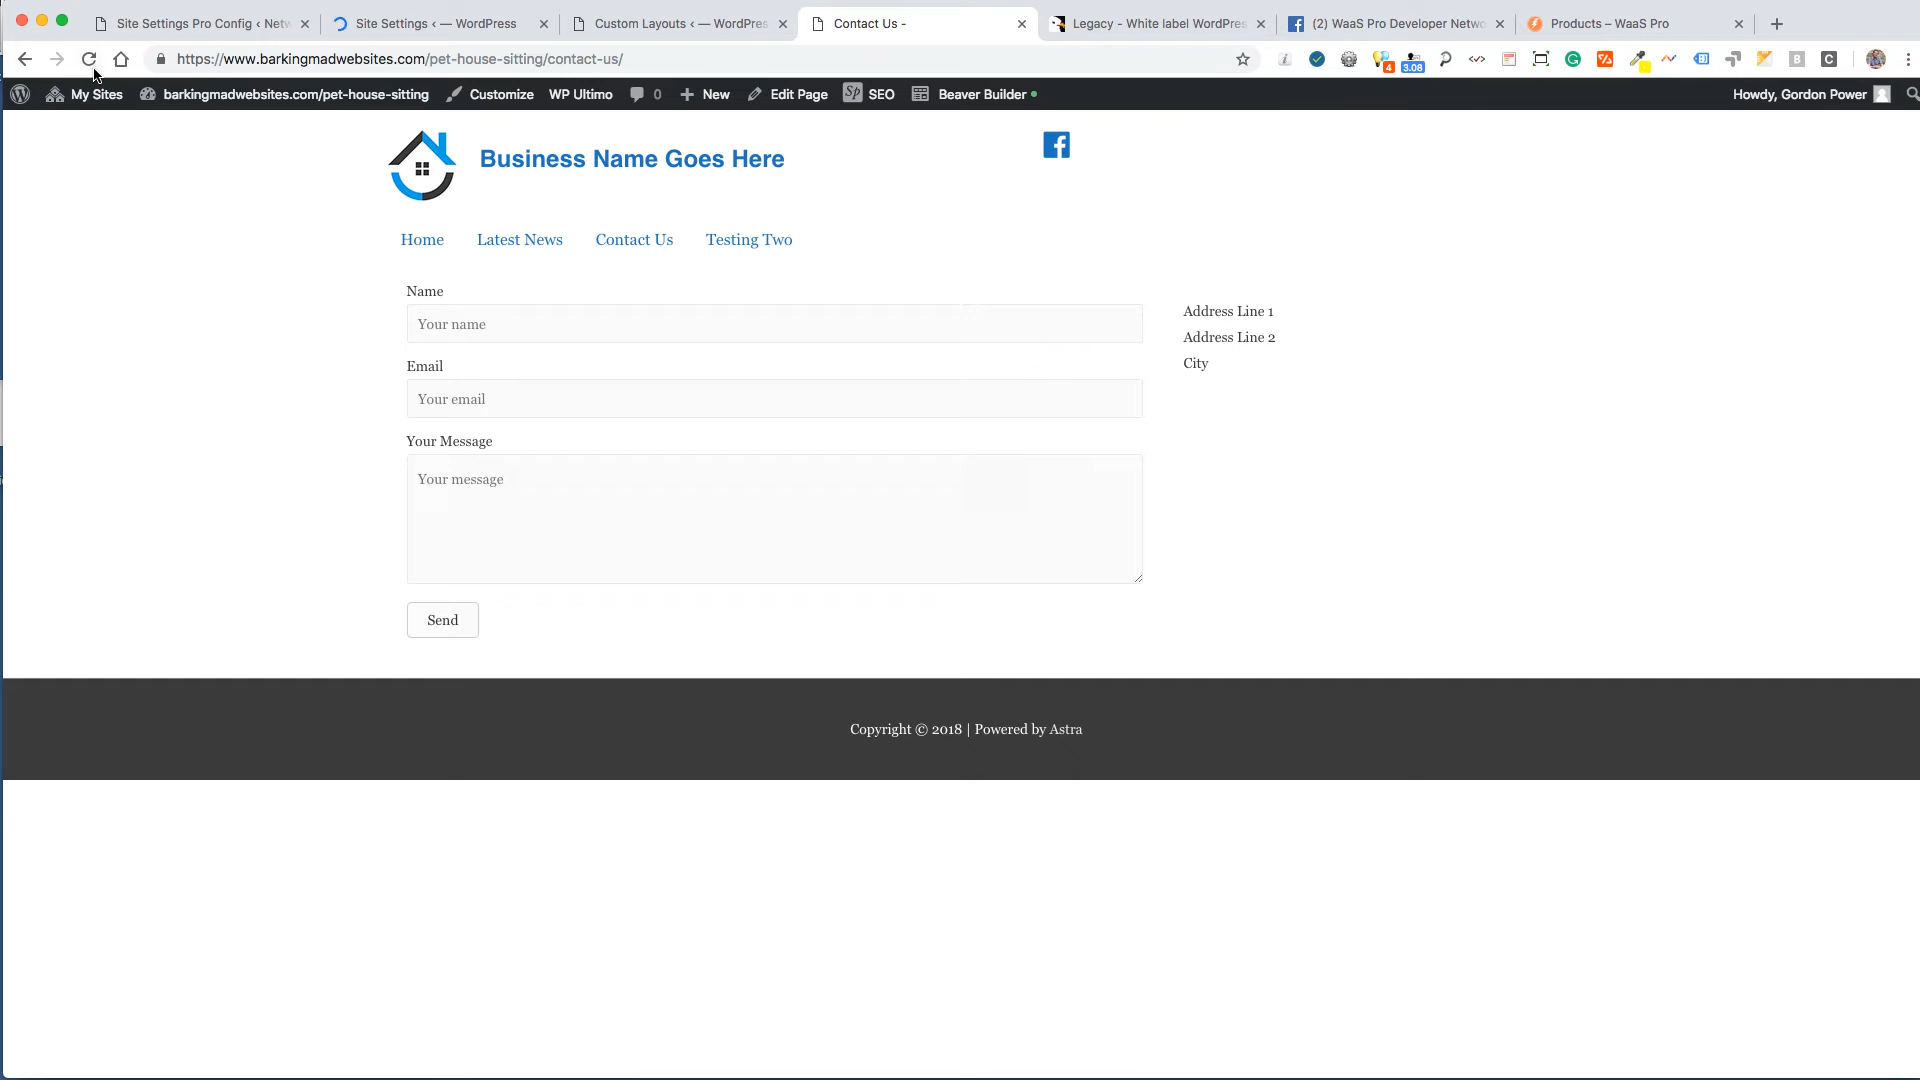 Site Settings Pro Config ‹ Netw
Site Settings ‹ — WordPress
Custom Layouts ‹ — WordPres
Contact Us -
Legacy - White label WordPre
(2) WaaS Pro Developer Netwo
Products – WaaS Pro
https://www.barkingmadwebsites.com/pet-house-sitting/contact-us/
4
3.08
B
C
My Sites
barkingmadwebsites.com/pet-house-sitting
Customize
WP Ultimo
0
New
Edit Page
Sp SEO
Beaver Builder
Howdy, Gordon Power
Business Name Goes Here
Home
Latest News
Contact Us
Testing Two
Name
Your name
Email
Your email
Your Message
Your message
Send
Address Line 1
Address Line 2
City
Copyright © 2018 | Powered by Astra